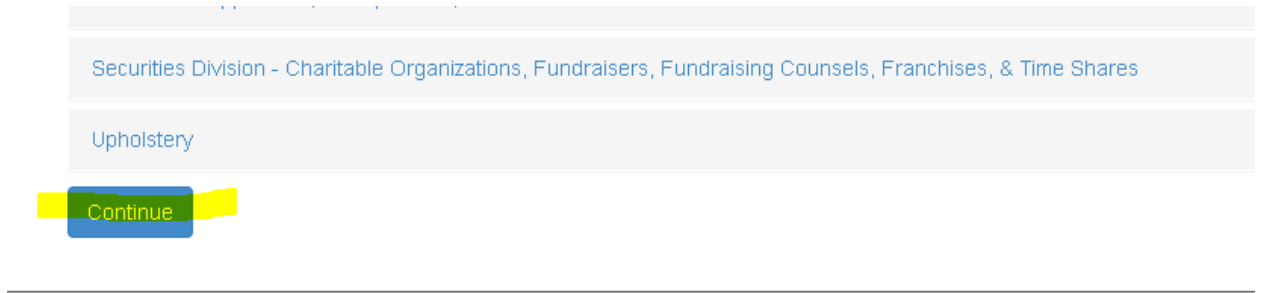 Securities Division - Charitable Organizations, Fundraisers, Fundraising Counsels, Franchises, & Time Shares
Upholstery
Continue